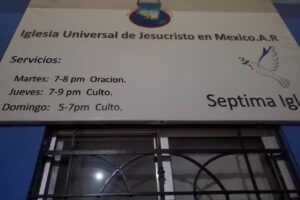 Iglesia Universal de Jesucristo en Mexico.A.R
Servicios:
Martes: 7-8 pm Oracion.
Jueves: 7-9 pm Culto.
Domingo: 5-7pm Culto.
Septima Igl